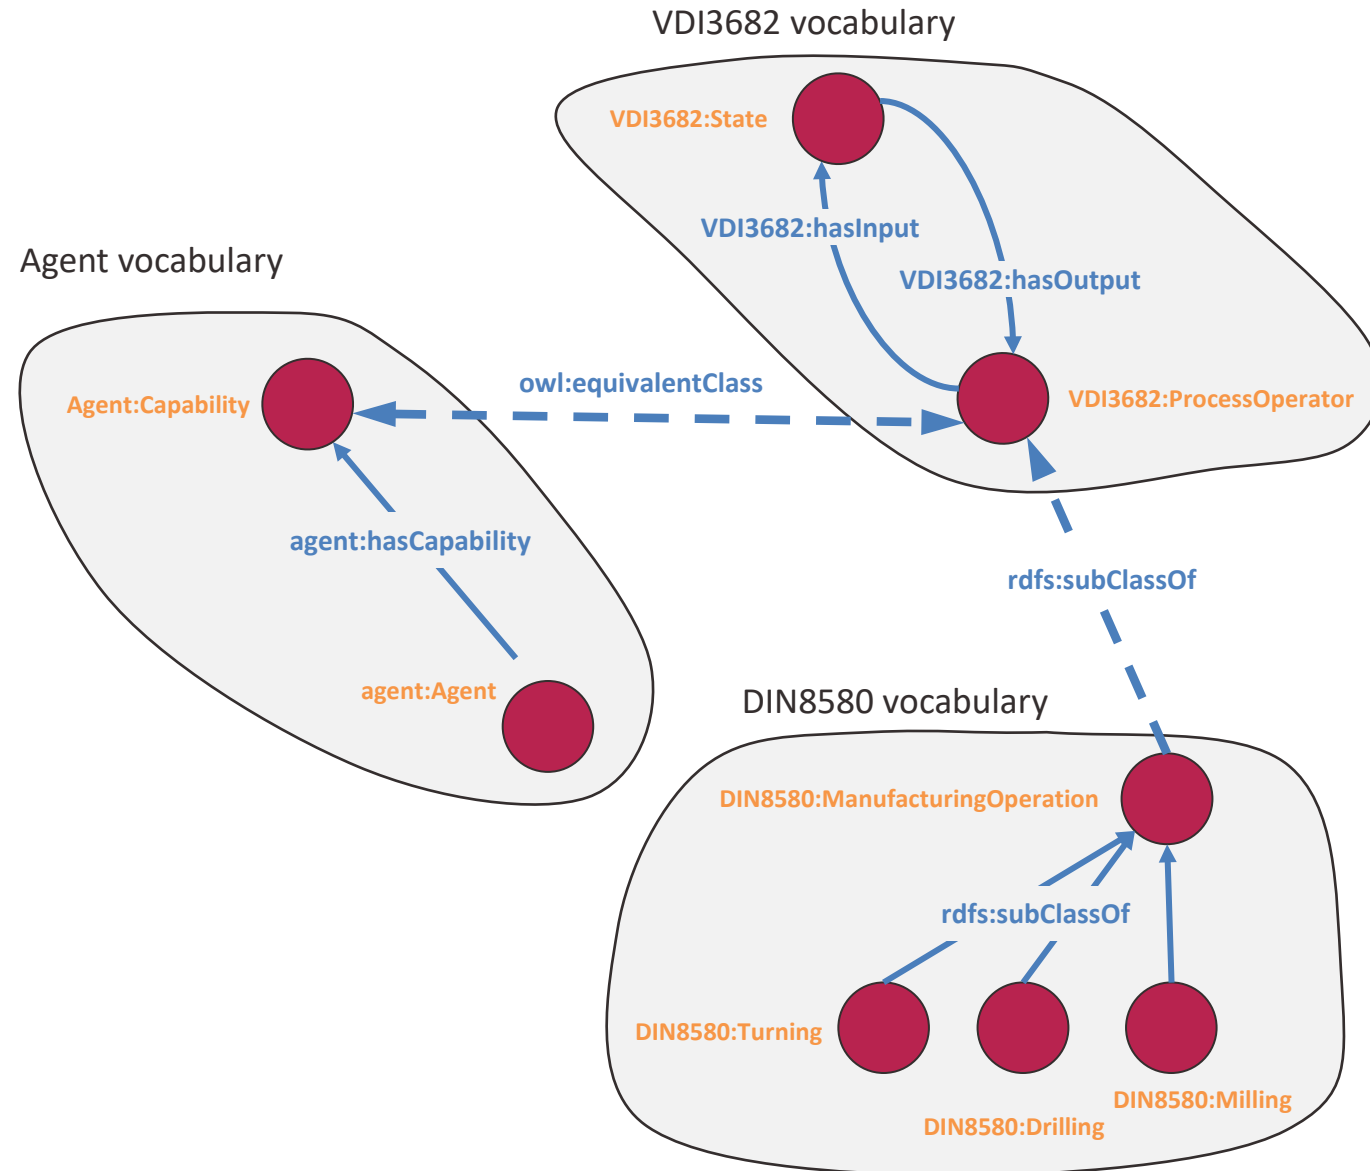 VDI3682 vocabulary
VDI3682:State
VDI3682:hasInput
VDI3682:hasOutput
Agent vocabulary
owl:equivalentClass
Agent:Capability
VDI3682:ProcessOperator
agent:hasCapability
rdfs:subClassOf
agent:Agent
DIN8580 vocabulary
DIN8580:ManufacturingOperation
rdfs:subClassOf
DIN8580:Turning
DIN8580:Milling
DIN8580:Drilling